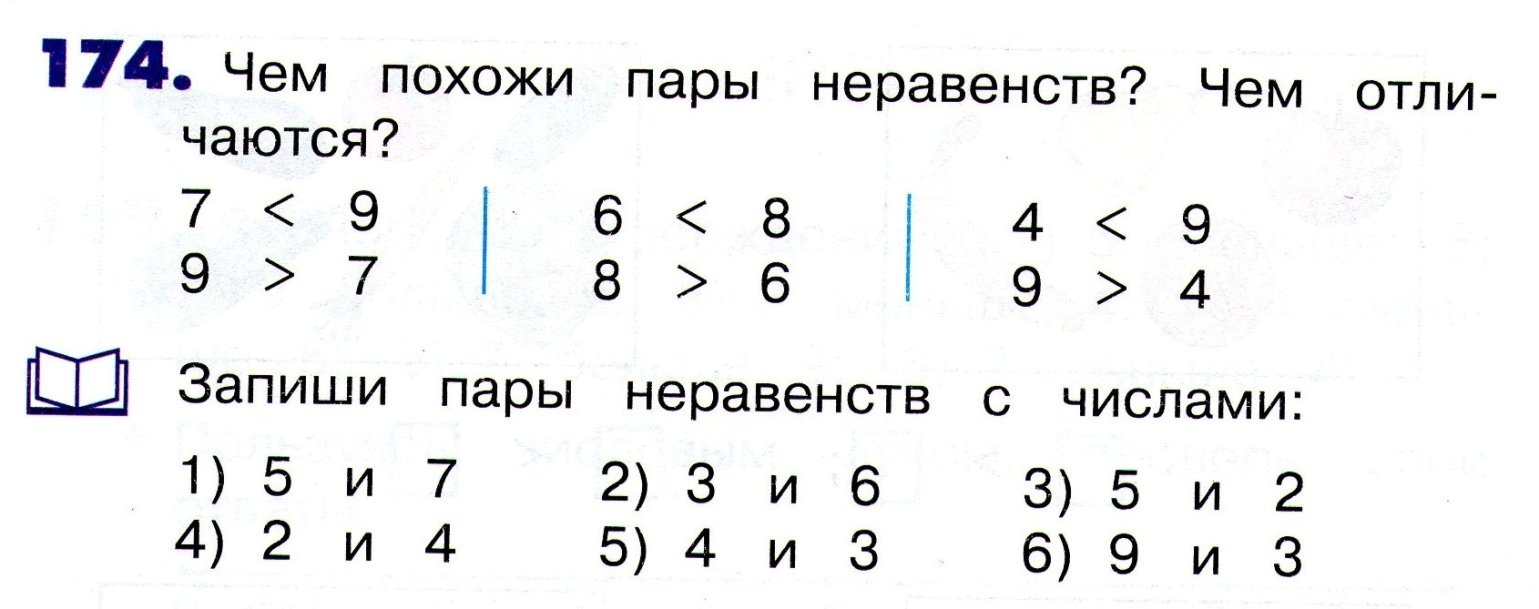 174. Чем похожи пары неравенств? Чем отли-
чаются?
7 < 9 6 < 8 4 < 9
9 > 7 8 > 6 9 > 4
Запиши пары неравенств с числами:
1) 5 и 7 2) 3 и 6 3) 5 и 2
4) 2 и 4 5) 4 и 3 6) 9 и 3